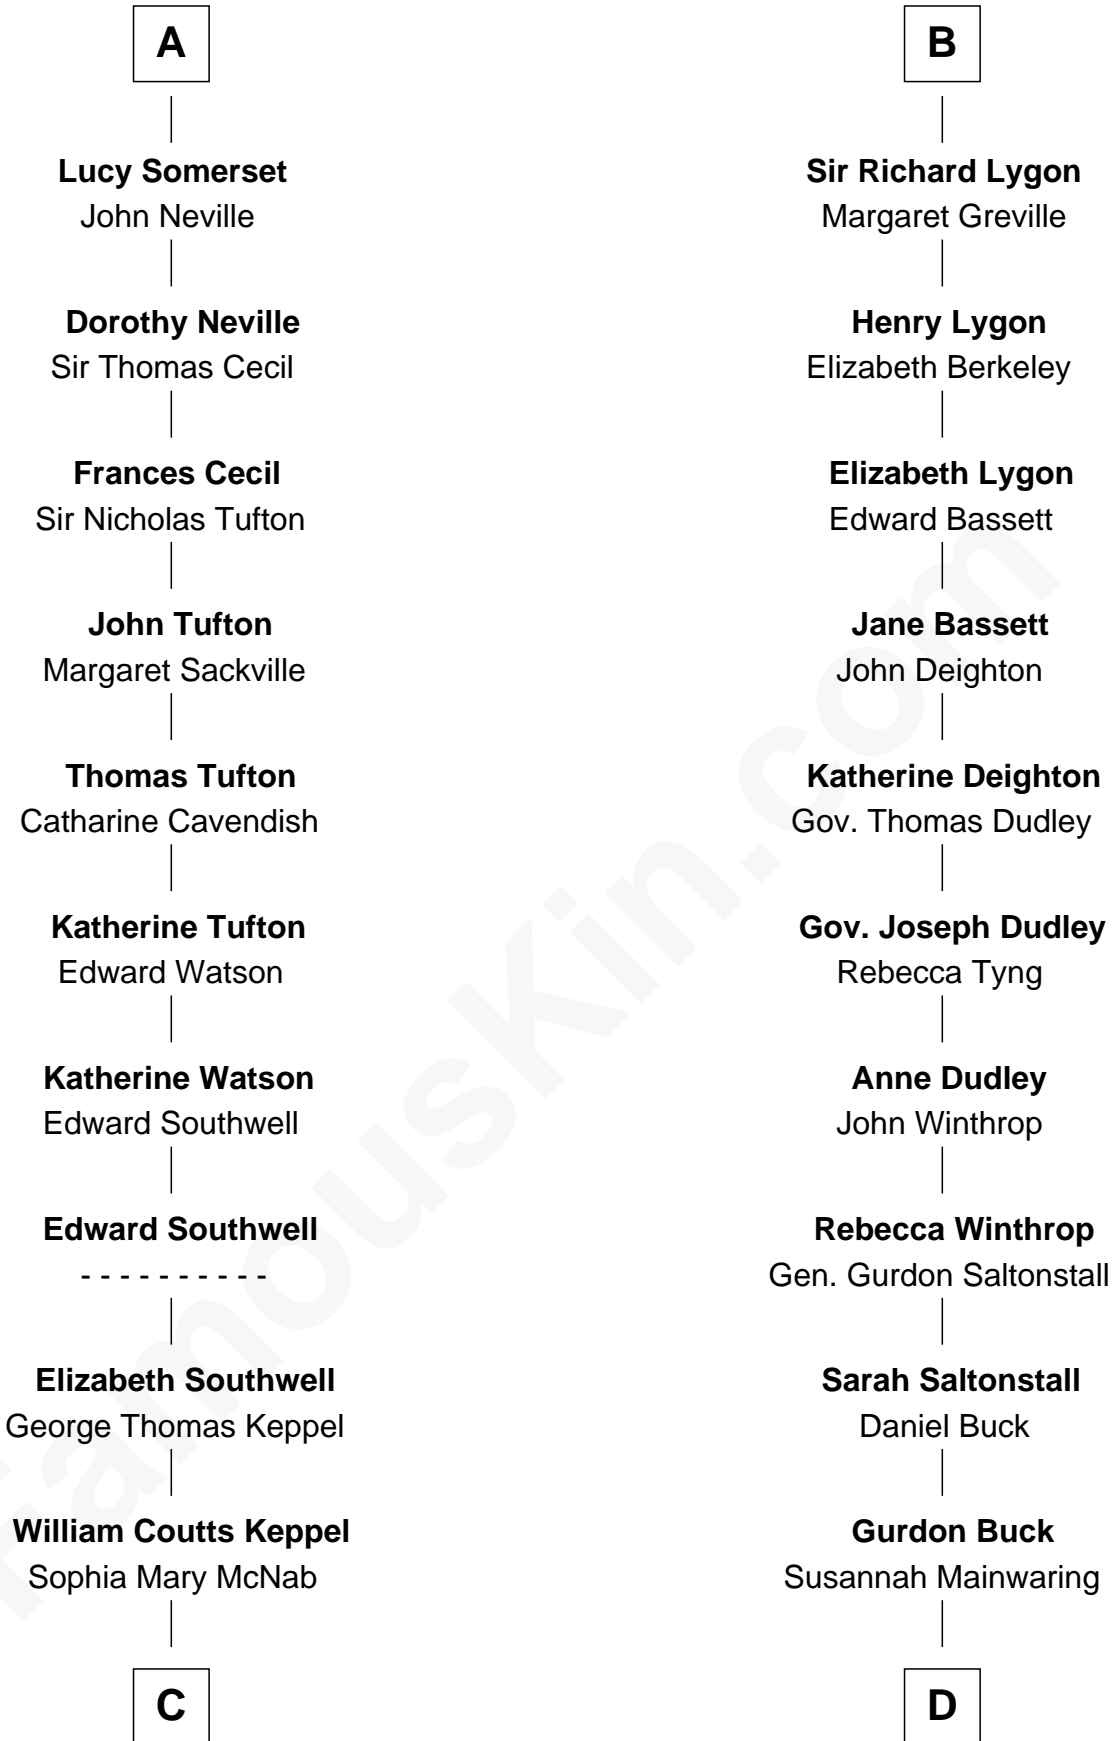 A
Lucy Somerset
John Neville
Dorothy Neville
Sir Thomas Cecil
Frances Cecil
Sir Nicholas Tufton
John Tufton
Margaret Sackville
Thomas Tufton
Catharine Cavendish
Katherine Tufton
Edward Watson
Katherine Watson
Edward Southwell
Edward Southwell
- - - - - - - - - -
Elizabeth Southwell
George Thomas Keppel
William Coutts Keppel
Sophia Mary McNab
C
B
Sir Richard Lygon
Margaret Greville
Henry Lygon
Elizabeth Berkeley
Elizabeth Lygon
Edward Bassett
Jane Bassett
John Deighton
Katherine Deighton
Gov. Thomas Dudley
Gov. Joseph Dudley
Rebecca Tyng
Anne Dudley
John Winthrop
Rebecca Winthrop
Gen. Gurdon Saltonstall
Sarah Saltonstall
Daniel Buck
Gurdon Buck
Susannah Mainwaring
D
FamousKin.com